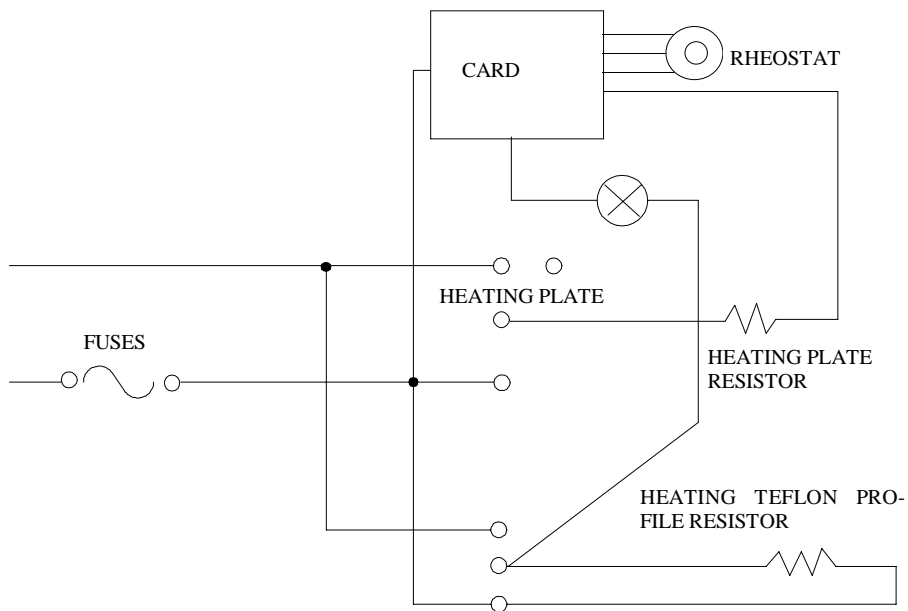 CARD
RHEOSTAT
HEATING PLATE
FUSES
HEATING PLATE
RESISTOR
HEATING TEFLON PRO-
FILE RESISTOR